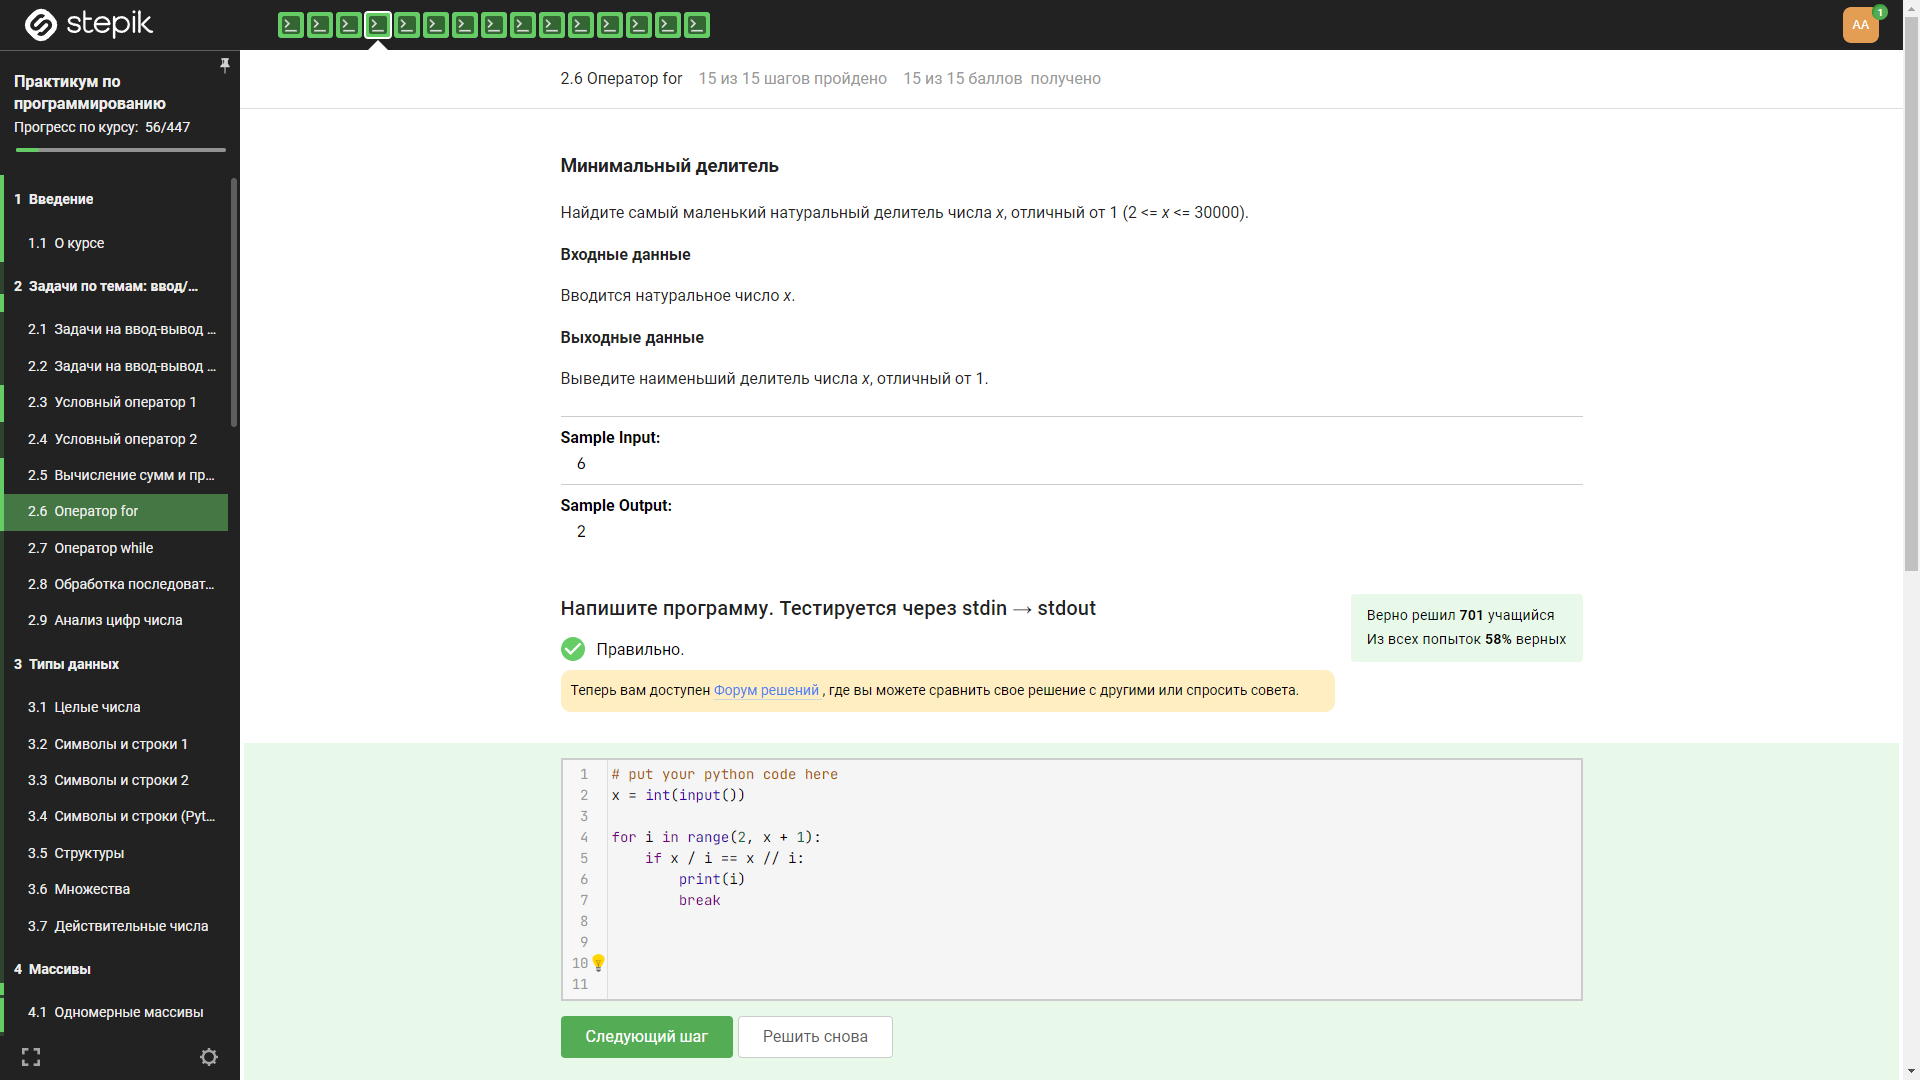 stepik
AA
1
Практикум по
программированию
Прогресс по курсу: 56/447
1 Введение
1.1 О курсе
2 Задачи по темам: ввод/...
2.1 Задачи на ввод-вывод ...
2.2 Задачи на ввод-вывод ...
2.3 Условный оператор 1
2.4 Условный оператор 2
2.5 Вычисление сумм и пр...
2.6 Оператор for
2.7 Оператор while
2.8 Обработка последоват...
2.9 Анализ цифр числа
3 Типы данных
3.1 Целые числа
3.2 Символы и строки 1
3.3 Символы и строки 2
3.4 Символы и строки (Pyt...
3.5 Структуры
3.6 Множества
3.7 Действительные числа
4 Массивы
4.1 Одномерные массивы
2.6 Оператор for 15 из 15 шагов пройдено 15 из 15 баллов получено
Минимальный делитель
Найдите самый маленький натуральный делитель числа x, отличный от 1 (2 <= x <= 30000).
Входные данные
Вводится натуральное число x.
Выходные данные
Выведите наименьший делитель числа x, отличный от 1.
Sample Input:
6
Sample Output:
2
Напишите программу. Тестируется через stdin → stdout
Верно решил 701 учащийся
Из всех попыток 58% верных
Правильно.
Теперь вам доступен Форум решений , где вы можете сравнить свое решение с другими или спросить совета.
1 # put your python code here
2 x = int(input())
3
4 for i in range(2, x + 1):
5     if x / i == x // i:
6         print(i)
7         break
8
9
10
11
Следующий шаг
Решить снова